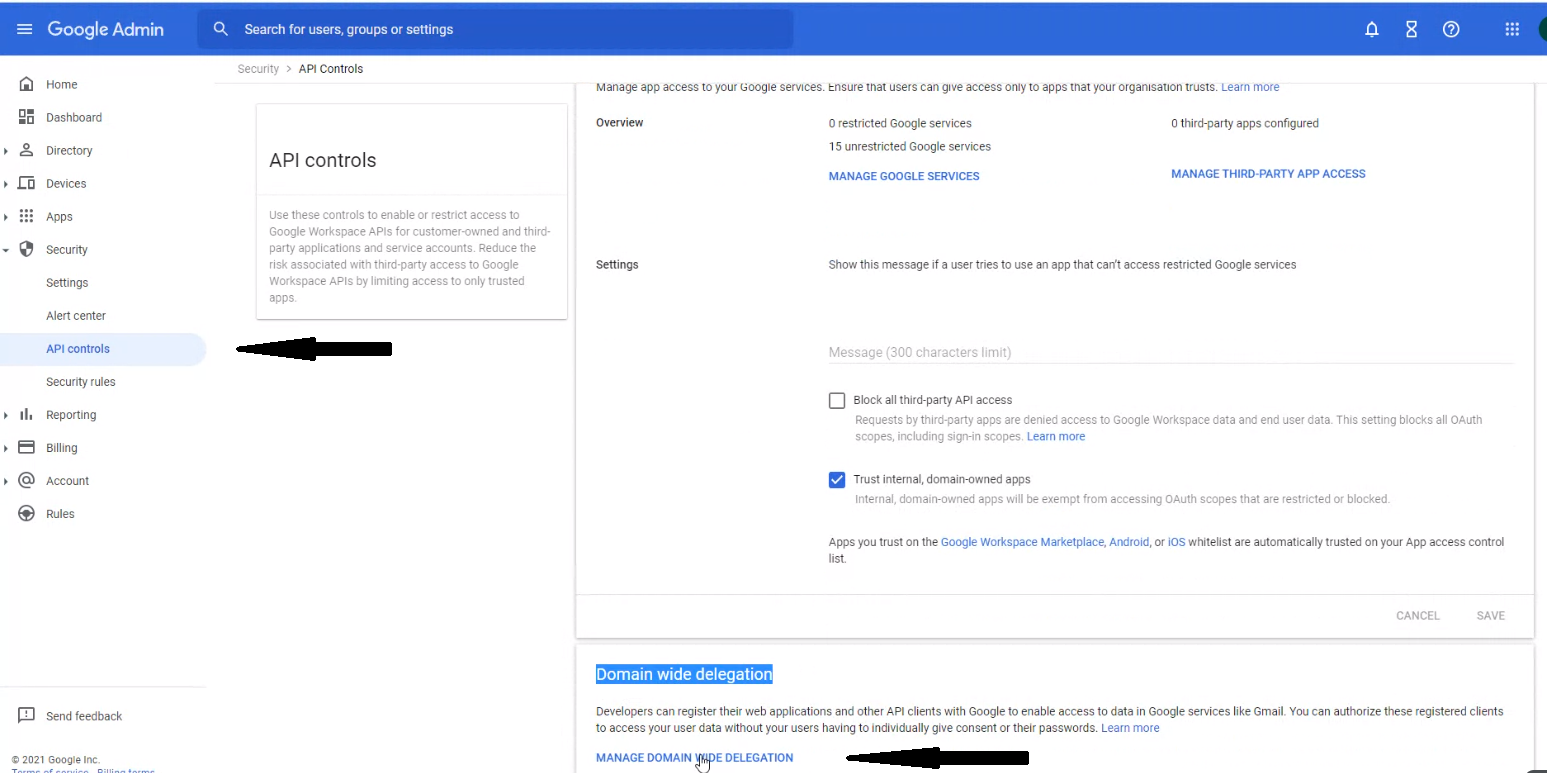 Google Admin
Search for users, groups or settings
Security > API Controls
Home
Dashboard
Directory
Devices
Apps
Security
Settings
Alert center
API controls
Security rules
Reporting
Billing
Account
Rules
Send feedback
© 2021 Google Inc.
Terms of service - Billing terms
API controls
Use these controls to enable or restrict access to
Google Workspace APIs for customer-owned and third-
party applications and service accounts. Reduce the
risk associated with third-party access to Google
Workspace APIs by limiting access to only trusted
apps.
Manage app access to your Google services. Ensure that users can give access only to apps that your organisation trusts. Learn more
Overview
0 restricted Google services
15 unrestricted Google services
MANAGE GOOGLE SERVICES
0 third-party apps configured
MANAGE THIRD-PARTY APP ACCESS
Settings
Show this message if a user tries to use an app that can't access restricted Google services
Message (300 characters limit)
Block all third-party API access
Requests by third-party apps are denied access to Google Workspace data and end user data. This setting blocks all OAuth
scopes, including sign-in scopes. Learn more
Trust internal, domain-owned apps
Internal, domain-owned apps will be exempt from accessing OAuth scopes that are restricted or blocked.
Apps you trust on the Google Workspace Marketplace, Android, or iOS whitelist are automatically trusted on your App access control
list.
CANCEL
SAVE
Domain wide delegation
Developers can register their web applications and other API clients with Google to enable access to data in Google services like Gmail. You can authorize these registered clients
to access your user data without your users having to individually give consent or their passwords. Learn more
MANAGE DOMAIN WIDE DELEGATION